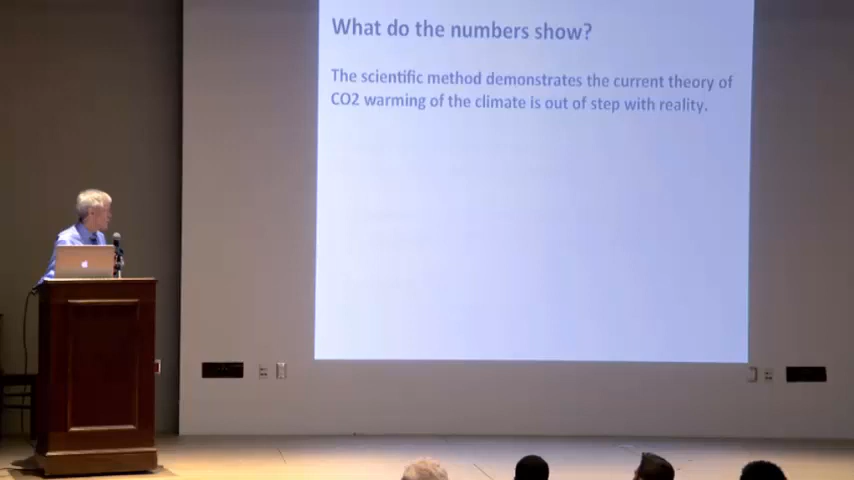 What do the numbers show?
The scientific method demonstrates the current theory of
CO2 warming of the climate is out of step with reality.